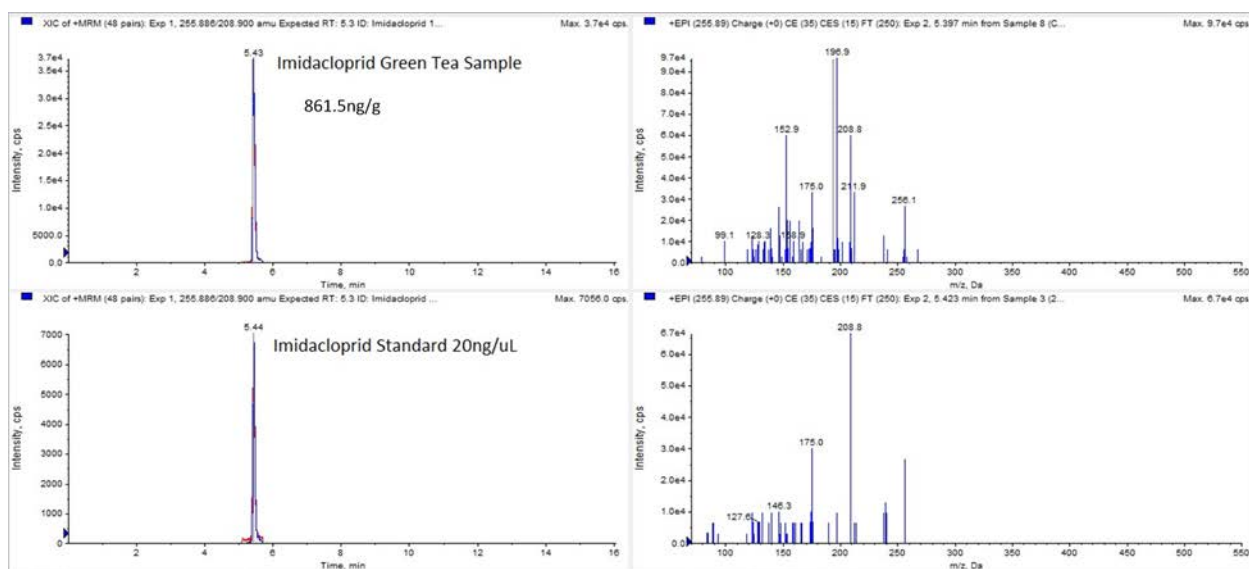 XIC of +MRM (48 pairs): Exp 1, 255.886/208.900 amu Expected RT: 5.3 ID: Imidacloprid 1... Max. 3.7e4 cps.
5.43
Imidacloprid Green Tea Sample
861.5ng/g
3.7e4
3.5e4
3.0e4
2.5e4
2.0e4
1.5e4
1.0e4
5000.0
0.0
Intensity, cps
2 4 6 8 10 12 14 16
Time, min
+EPI (255.89) Charge (+0) CE (35) CES (15) FT (250): Exp 2, 5.397 min from Sample 8 (C... Max. 9.7e4 cps.
196.9
152.9
208.8
175.0
211.9
256.1
99.1
128.3
158.9
9.7e4
9.0e4
8.0e4
7.0e4
6.0e4
5.0e4
4.0e4
3.0e4
2.0e4
1.0e4
0.0
Intensity, cps
100 150 200 250 300 350 400 450 500 550
m/z, Da
XIC of +MRM (48 pairs): Exp 1, 255.886/208.900 amu Expected RT: 5.3 ID: Imidacloprid ... Max. 7056.0 cps.
5.44
Imidacloprid Standard 20ng/uL
7000
6000
5000
4000
3000
2000
1000
0
Intensity, cps
2 4 6 8 10 12 14 16
Time, min
+EPI (255.89) Charge (+0) CE (35) CES (15) FT (250): Exp 2, 5.423 min from Sample 3 (2... Max. 6.7e4 cps.
208.8
175.0
146.3
127.6
6.7e4
6.0e4
5.0e4
4.0e4
3.0e4
2.0e4
1.0e4
0.0
Intensity, cps
100 150 200 250 300 350 400 450 500 550
m/z, Da